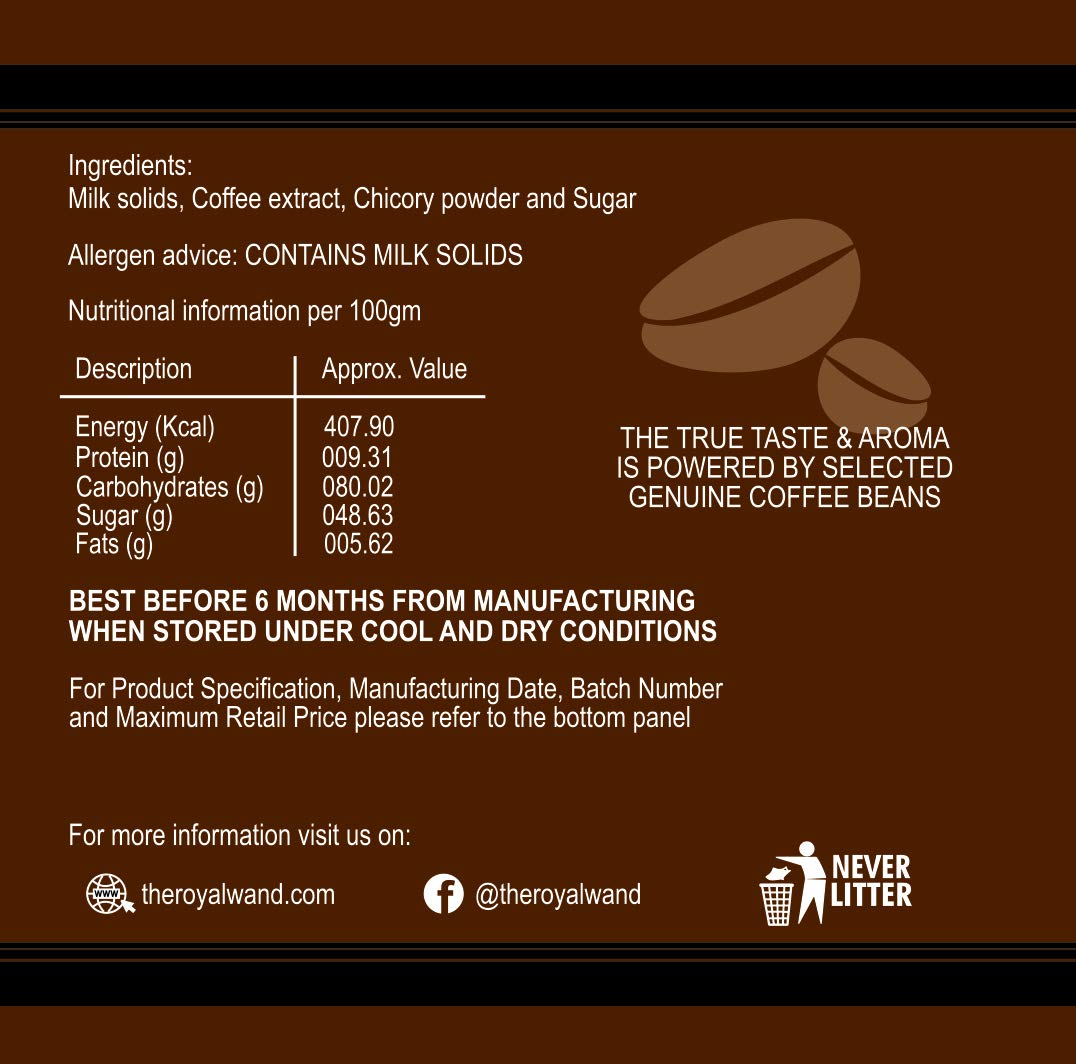 Ingredients:
Milk solids, Coffee extract, Chicory powder and Sugar
Allergen advice: CONTAINS MILK SOLIDS
Nutritional information per 100gm
Description Approx. Value
Energy (Kcal) 407.90
Protein (g) 009.31
Carbohydrates (g) 080.02
Sugar (g) 048.63
Fats (g) 005.62
THE TRUE TASTE & AROMA
IS POWERED BY SELECTED
GENUINE COFFEE BEANS
BEST BEFORE 6 MONTHS FROM MANUFACTURING
WHEN STORED UNDER COOL AND DRY CONDITIONS
For Product Specification, Manufacturing Date, Batch Number
and Maximum Retail Price please refer to the bottom panel
For more information visit us on:
www theroyalwand.com
f @theroyalwand
NEVER
LITTER